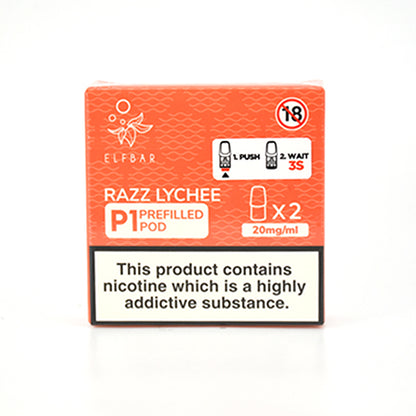 18
1. PUSH
2. WAIT
3S
ELFBAR
RAZZ LYCHEE
P1 PREFILLED
POD
X2
20mg/ml
This product contains
nicotine which is a highly
addictive substance.